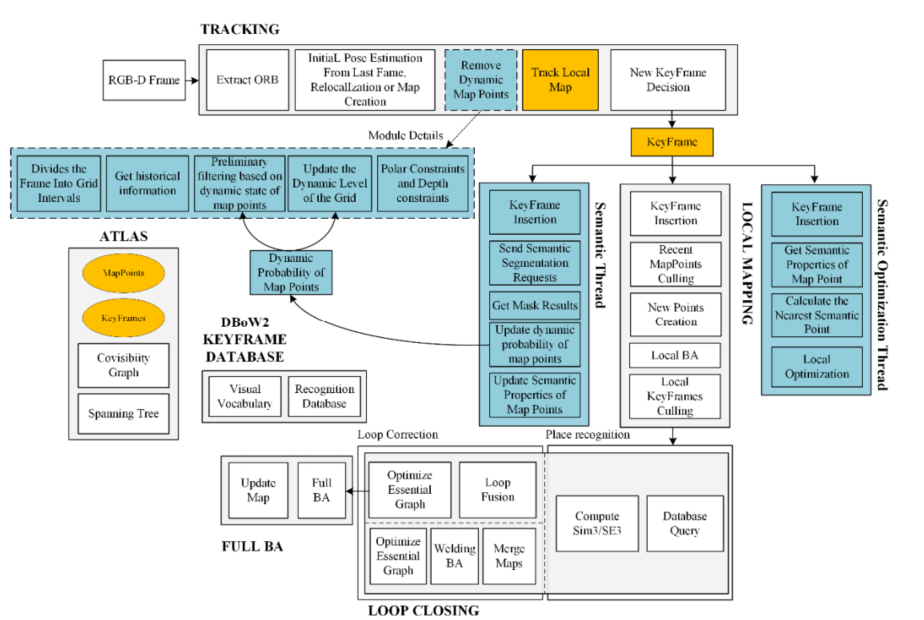 TRACKING
RGB-D Frame
Extract ORB
InitiaL Pose Estimation
From Last Fame,
Relocallzation or Map
Creation
Remove
Dynamic
Map Points
Track Local
Map
New KeyFrame
Decision
Module Details
KeyFrame
Divides the
Frame Into Grid
Intervals
Get historical
information
Preliminary
filtering based on
dynamic state of
map points
Update the
Dynamic Level
of the Grid
Polar Constraints
and Depth
constraints
Dynamic
Probability of
Map Points
ATLAS
MapPoints
KeyFrames
Covisibiity
Graph
Spanning Tree
DBoW2
KEYFRAME
DATABASE
Visual
Vocabulary
Recognition
Database
KeyFrame
Insertion
Send Semantic
Segmentation
Requests
Get Mask Results
Update dynamic
probability of
map points
Update Semantic
Properties of
Map Points
Semantic Thread
KeyFrame
Insertion
Recent
MapPoints
Culling
New Points
Creation
Local BA
Local
KeyFrames
Culling
LOCAL MAPPING
KeyFrame
Insertion
Get Semantic
Properties of
Map Point
Calculate the
Nearest Semantic
Point
Local
Optimization
Semantic Optimization Thread
Loop Correction
Place recognition
Update
Map
Full
BA
FULL BA
Optimize
Essential
Graph
Loop
Fusion
Optimize
Essential
Graph
Welding
BA
Merge
Maps
Compute
Sim3/SE3
Database
Query
LOOP CLOSING